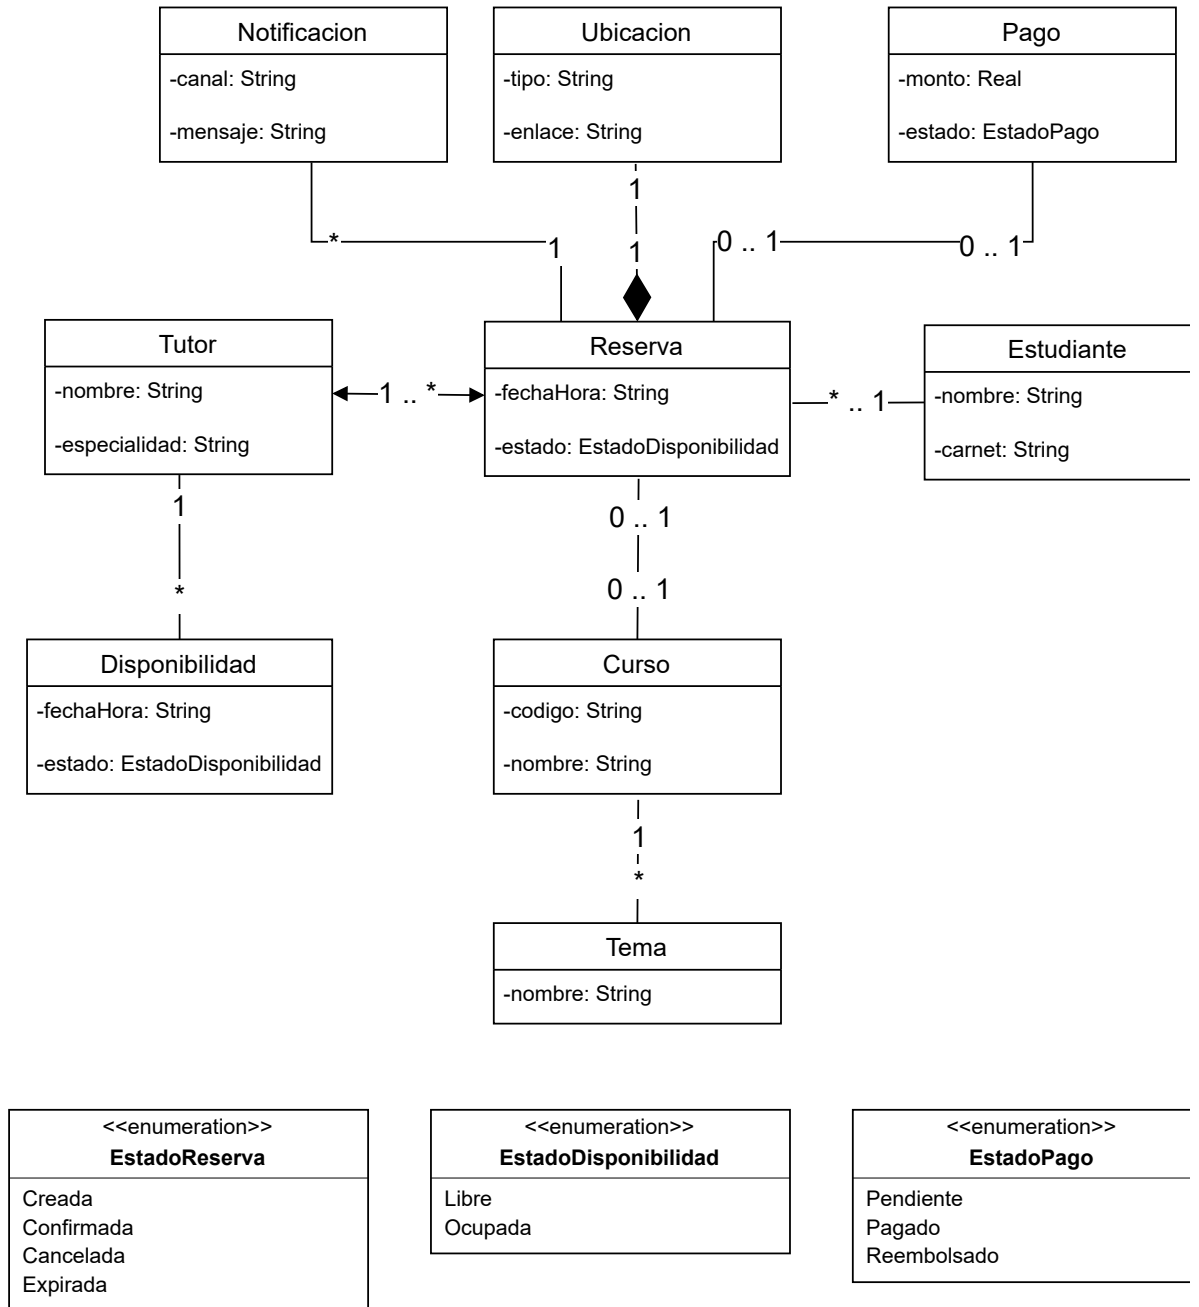 Notificacion
-canal: String
-mensaje: String
Ubicacion
-tipo: String
-enlace: String
Pago
-monto: Real
-estado: EstadoPago
*
1
1
1
0 .. 1
0 .. 1
Tutor
-nombre: String
-especialidad: String
1 .. *
Reserva
-fechaHora: String
-estado: EstadoDisponibilidad
* .. 1
Estudiante
-nombre: String
-carnet: String
1
*
0 .. 1
0 .. 1
Disponibilidad
-fechaHora: String
-estado: EstadoDisponibilidad
Curso
-codigo: String
-nombre: String
1
*
Tema
-nombre: String
<<enumeration>>
EstadoReserva
Creada
Confirmada
Cancelada
Expirada
<<enumeration>>
EstadoDisponibilidad
Libre
Ocupada
<<enumeration>>
EstadoPago
Pendiente
Pagado
Reembolsado